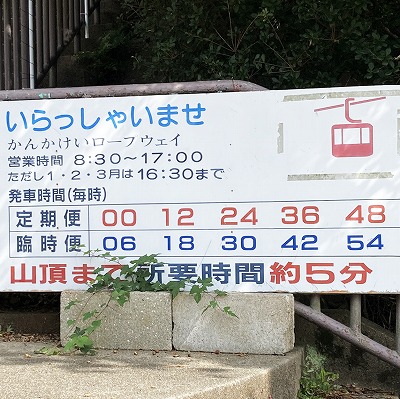 いらっしゃいませ
かんかけいロープウェイ
営業時間 8:30～17:00
ただし1・2・3月は16:30まで
発車時間(毎時)
定期便 00 12 24 36 48
臨時便 06 18 30 42 54
山頂まで所要時間約5分